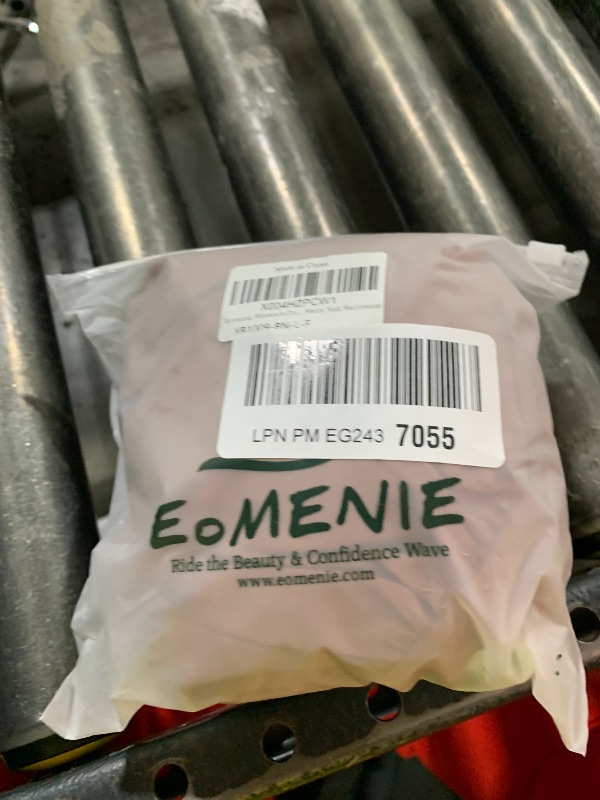 Made in China
X004HZPCW1
LPN PM EG243 7055
EOMENIE
Ride the Beauty & Confidence Wave
www.eomenie.com